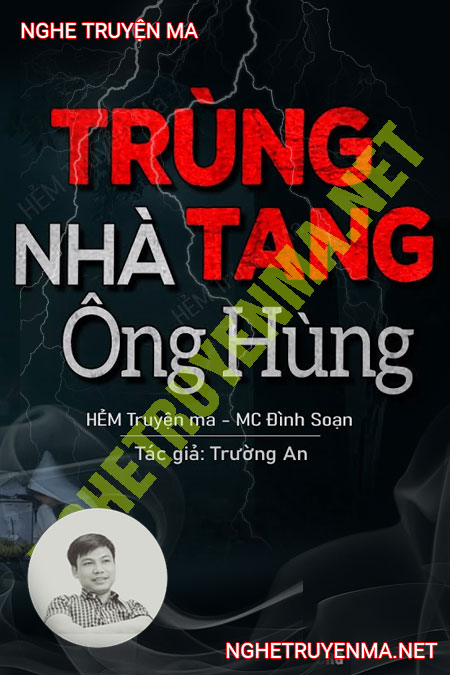 NGHE TRUYỆN MA
TRÙNG
NHÀ TANG
Ông Hùng
HẺM Truyện ma - MC Đình Soạn
Tác giả: Trường An
NGHETRUYENMA.NET
NGHETRUYENMA.NET